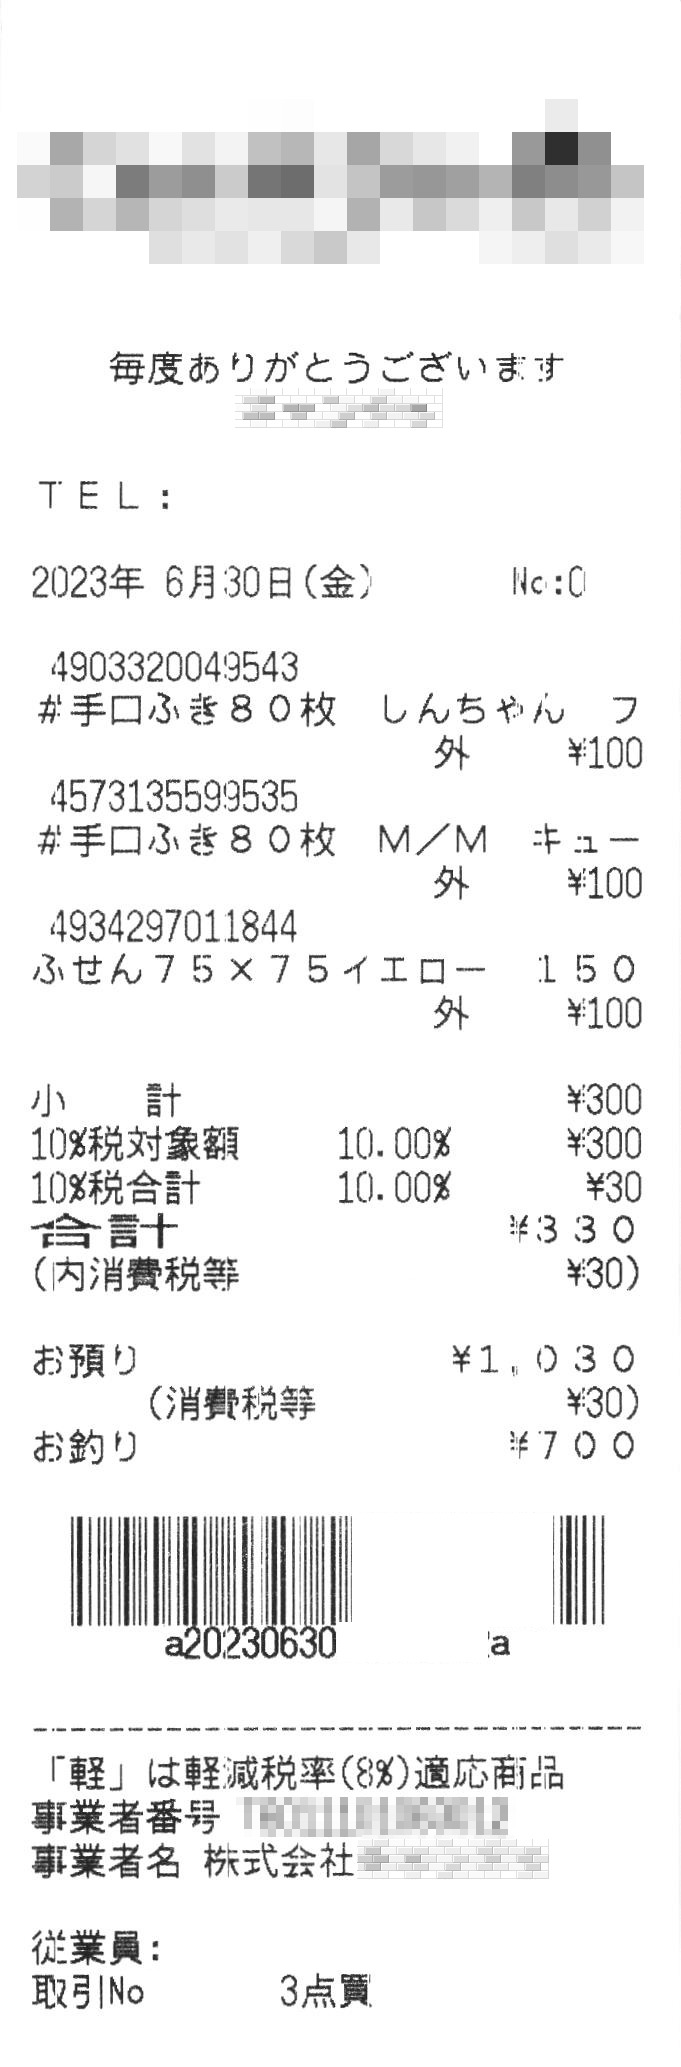 毎度ありがとうございます
TEL:
2023年 6月30日(金) No:0
4903320049543
#手口ふき80枚 しんちゃん フ
外 ¥100
4573135599535
#手口ふき80枚 M/M キュー
外 ¥100
4934297011844
ふせん75×75イエロー 150
外 ¥100
小 計 ¥300
10%税対象額 10.00% ¥300
10%税合計 10.00% ¥30
合計 ¥330
(内消費税等 ¥30)
お預り ¥1,030
(消費税等 ¥30)
お釣り ¥700
a20230630 2a
「軽」は軽減税率(8%)適応商品
事業者番号
事業者名 株式会社
従業員:
取引No 3点買